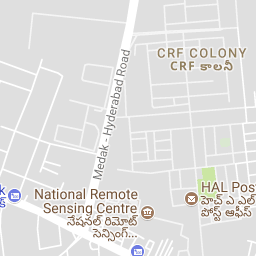 CRF COLONY
CRF కాలనీ
Medak - Hyderabad Road
HAL Post
హెచ్ ఎ ఎల్
పోస్ట్ ఆఫీస్
National Remote
Sensing Centre
నేషనల్ రిమోట్
సెన్సింగ్...